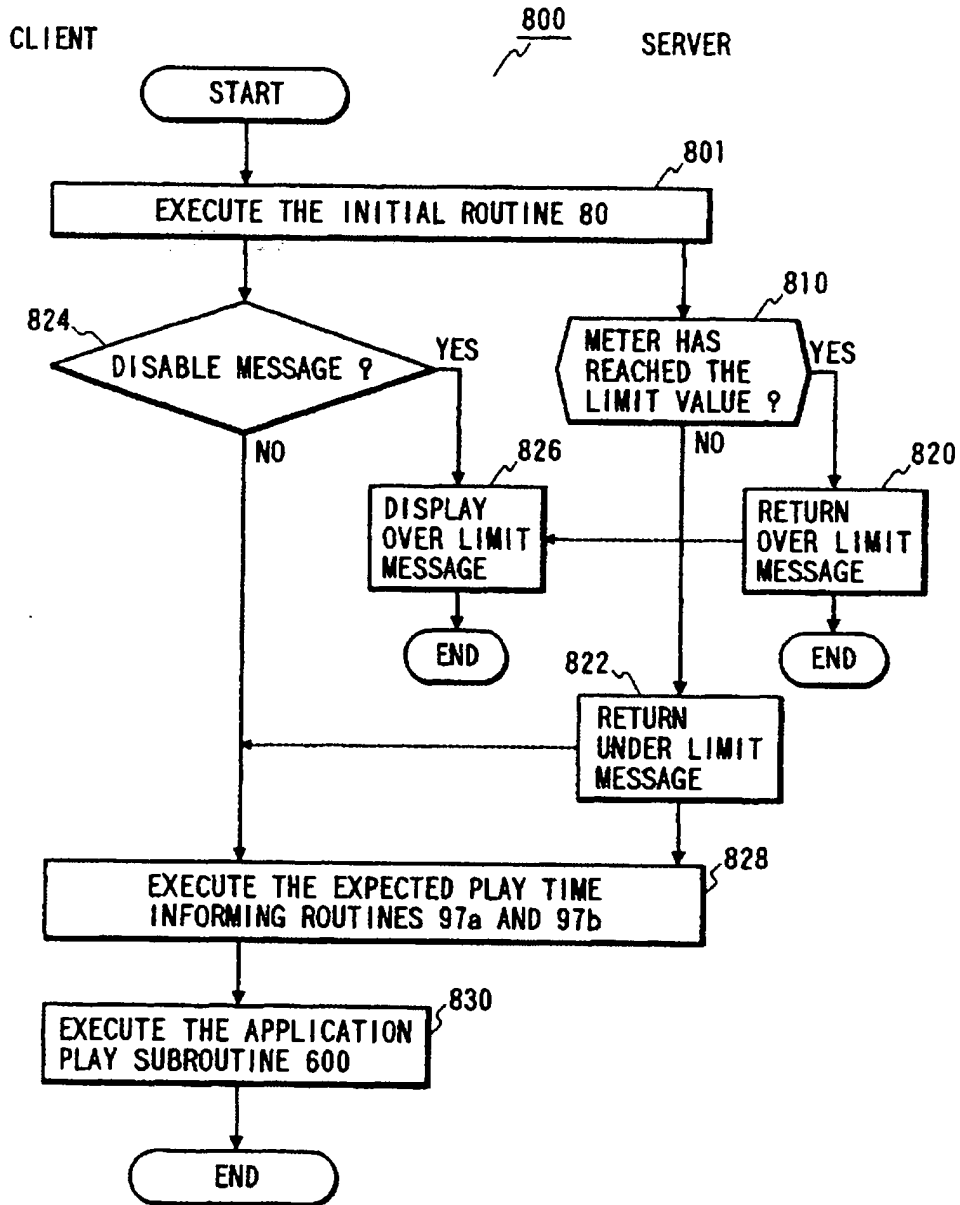 CLIENT
800
SERVER
START
801
EXECUTE THE INITIAL ROUTINE 80
824
DISABLE MESSAGE ?
YES
NO
810
METER HAS
REACHED THE
LIMIT VALUE ?
YES
NO
826
DISPLAY
OVER LIMIT
MESSAGE
820
RETURN
OVER LIMIT
MESSAGE
END
END
822
RETURN
UNDER LIMIT
MESSAGE
828
EXECUTE THE EXPECTED PLAY TIME
INFORMING ROUTINES 97a AND 97b
830
EXECUTE THE APPLICATION
PLAY SUBROUTINE 600
END